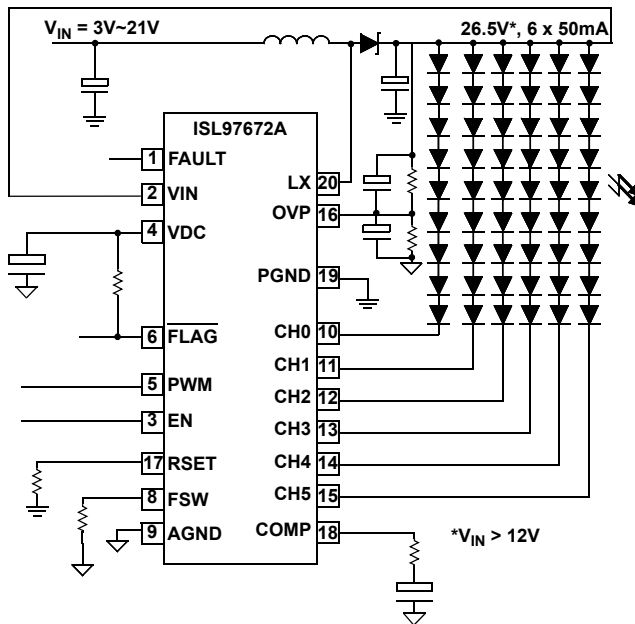 V_IN = 3V~21V
26.5V*, 6 x 50mA
ISL97672A
1 FAULT
LX 20
2 VIN
OVP 16
4 VDC
PGND 19
6 FLAG
CH0 10
CH1 11
5 PWM
CH2 12
3 EN
CH3 13
17 RSET
CH4 14
8 FSW
CH5 15
9 AGND
COMP 18
*V_IN > 12V